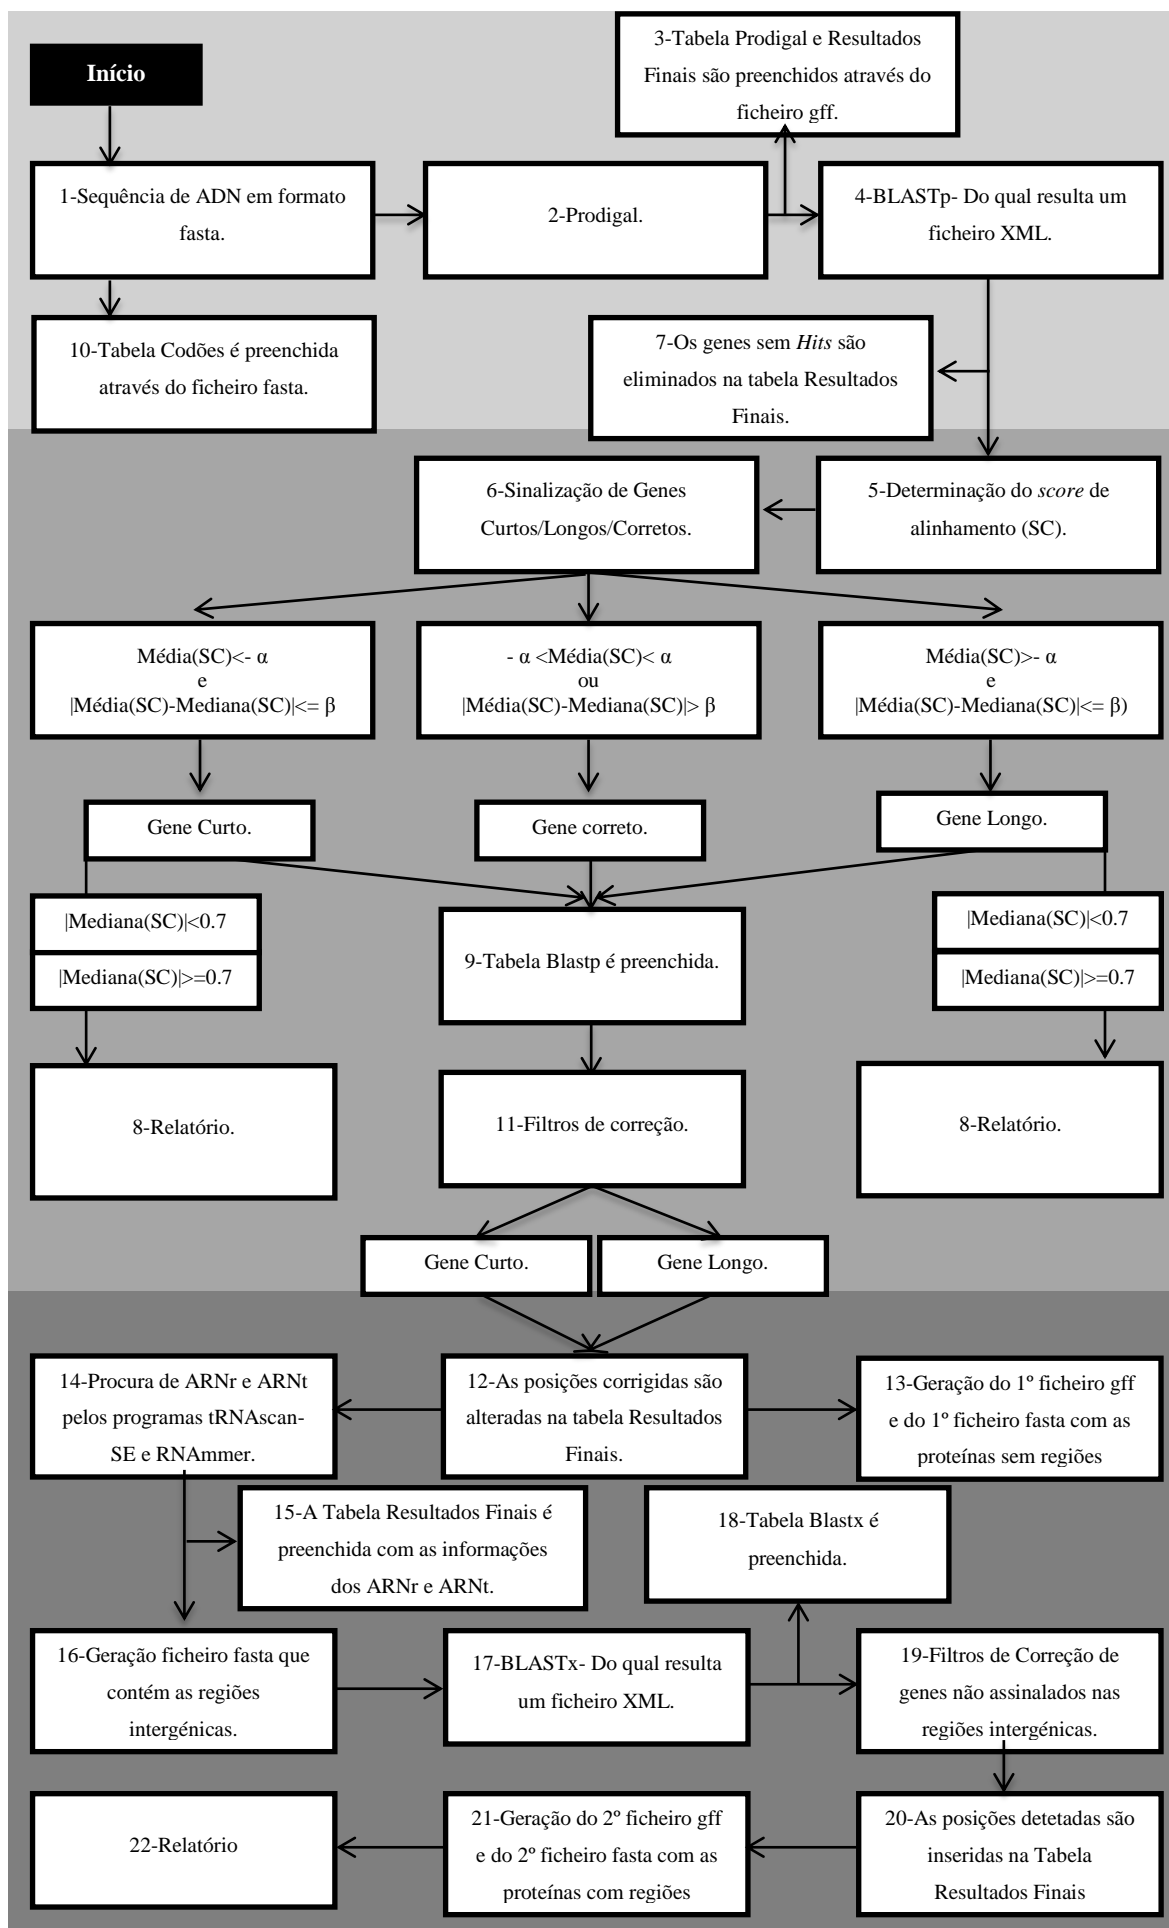 Início
3-Tabela Prodigal e Resultados
Finais são preenchidos através do
ficheiro gff.
1-Sequência de ADN em formato
fasta.
2-Prodigal.
4-BLASTp- Do qual resulta um
ficheiro XML.
10-Tabela Codões é preenchida
através do ficheiro fasta.
7-Os genes sem Hits são
eliminados na tabela Resultados
Finais.
6-Sinalização de Genes
Curtos/Longos/Corretos.
5-Determinação do score de
alinhamento (SC).
Média(SC)<- α
e
|Média(SC)-Mediana(SC)|<= β
- α <Média(SC)< α
ou
|Média(SC)-Mediana(SC)|> β
Média(SC)>- α
e
|Média(SC)-Mediana(SC)|<= β)
Gene Curto.
Gene correto.
Gene Longo.
|Mediana(SC)|<0.7
|Mediana(SC)|>=0.7
9-Tabela Blastp é preenchida.
|Mediana(SC)|<0.7
|Mediana(SC)|>=0.7
8-Relatório.
11-Filtros de correção.
8-Relatório.
Gene Curto.
Gene Longo.
14-Procura de ARNr e ARNt
pelos programas tRNAscan-
SE e RNAmmer.
12-As posições corrigidas são
alteradas na tabela Resultados
Finais.
13-Geração do 1º ficheiro gff
e do 1º ficheiro fasta com as
proteínas sem regiões
15-A Tabela Resultados Finais é
preenchida com as informações
dos ARNr e ARNt.
18-Tabela Blastx é
preenchida.
16-Geração ficheiro fasta que
contém as regiões
intergénicas.
17-BLASTx- Do qual resulta
um ficheiro XML.
19-Filtros de Correção de
genes não assinalados nas
regiões intergénicas.
22-Relatório
21-Geração do 2º ficheiro gff
e do 2º ficheiro fasta com as
proteínas com regiões
20-As posições detetadas são
inseridas na Tabela
Resultados Finais